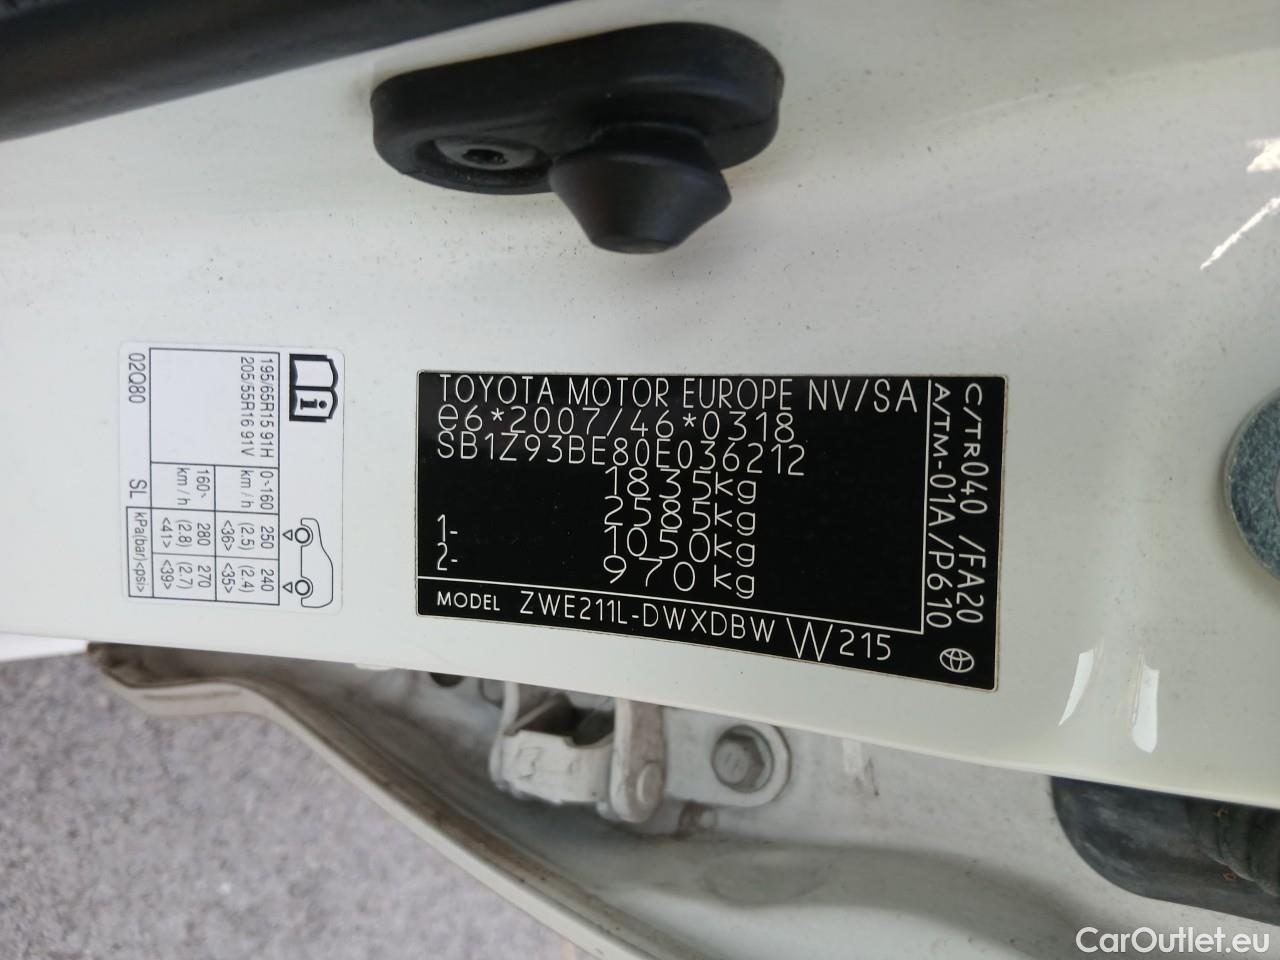 TOYOTA MOTOR EUROPE NV/SA
e6*2007/46*0318
SB1Z93BE80E036212
1835kg
2585kg
1- 1050kg
2- 970kg
MODEL ZWE211L-DWXDBW W215
C/TR040 /FA20
A/TM-01A/P610
195/65R15 91H
205/55R16 91V
0~160 km/h
250 (2.5) <36>
240 (2.4) <35>
160~ km/h
280 (2.8) <41>
270 (2.7) <39>
02Q80 SL kPa(bar)<psi>
CarOutlet.eu